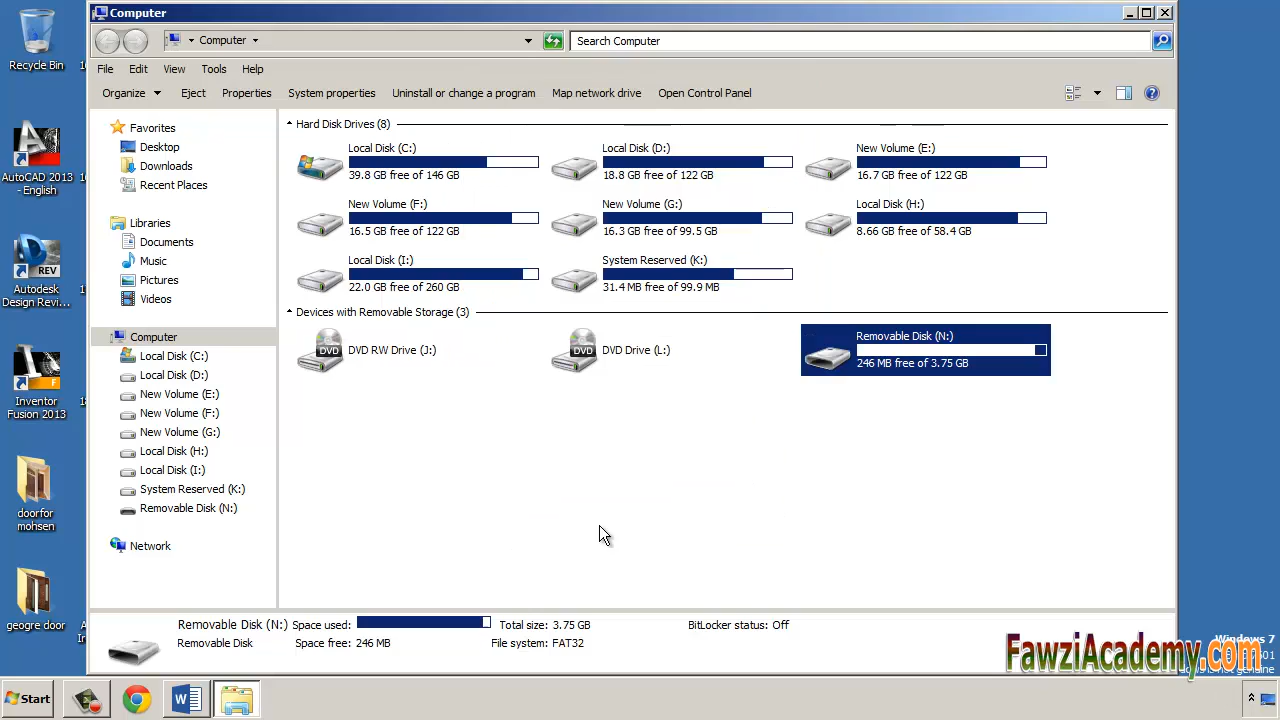 Computer
Recycle Bin
Computer
Search Computer
File Edit View Tools Help
Organize Eject Properties System properties Uninstall or change a program Map network drive Open Control Panel
AutoCAD 2013
- English
Autodesk
Design Revi...
Inventor
Fusion 2013
doorfor
mohsen
geogre door
Favorites
Desktop
Downloads
Recent Places
Libraries
Documents
Music
Pictures
Videos
Computer
Local Disk (C:)
Local Disk (D:)
New Volume (E:)
New Volume (F:)
New Volume (G:)
Local Disk (H:)
Local Disk (I:)
System Reserved (K:)
Removable Disk (N:)
Network
Hard Disk Drives (8)
Local Disk (C:)
39.8 GB free of 146 GB
Local Disk (D:)
18.8 GB free of 122 GB
New Volume (E:)
16.7 GB free of 122 GB
New Volume (F:)
16.5 GB free of 122 GB
New Volume (G:)
16.3 GB free of 99.5 GB
Local Disk (H:)
8.66 GB free of 58.4 GB
Local Disk (I:)
22.0 GB free of 260 GB
System Reserved (K:)
31.4 MB free of 99.9 MB
Devices with Removable Storage (3)
DVD
DVD RW Drive (J:)
DVD
DVD Drive (L:)
Removable Disk (N:)
246 MB free of 3.75 GB
Removable Disk (N:) Space used: Total size: 3.75 GB BitLocker status: Off
Removable Disk Space free: 246 MB File system: FAT32
Windows 7
FawziAcademy.com
Start